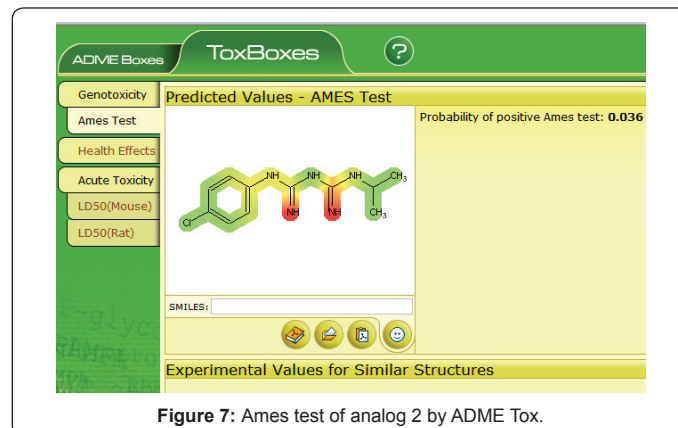 ADME Boxes
ToxBoxes
?
Genotoxicity
Ames Test
Health Effects
Acute Toxicity
LD50(Mouse)
LD50(Rat)
Predicted Values - AMES Test
Probability of positive Ames test: 0.036
NH NH NH CH₃
Cl NH NH CH₃
SMILES:
Experimental Values for Similar Structures
Figure 7: Ames test of analog 2 by ADME Tox.